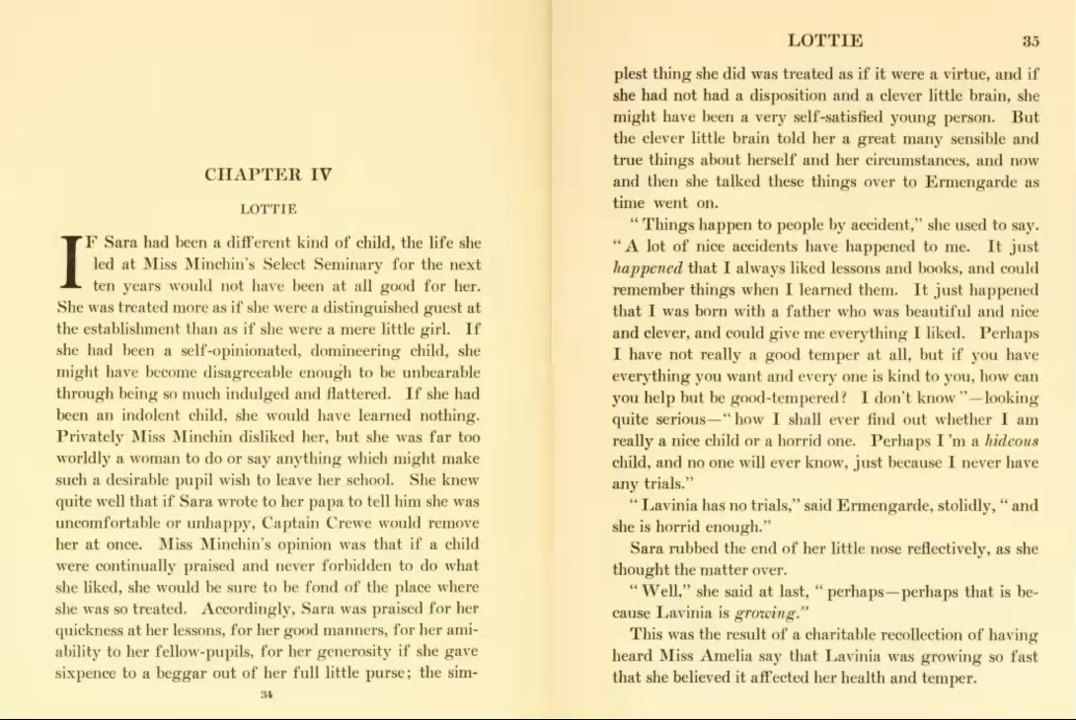 CHAPTER IV
LOTTIE
IF Sara had been a different kind of child, the life she
led at Miss Minchin's Select Seminary for the next
ten years would not have been at all good for her.
She was treated more as if she were a distinguished guest at
the establishment than as if she were a mere little girl. If
she had been a self-opinionated, domineering child, she
might have become disagreeable enough to be unbearable
through being so much indulged and flattered. If she had
been an indolent child, she would have learned nothing.
Privately Miss Minchin disliked her, but she was far too
worldly a woman to do or say anything which might make
such a desirable pupil wish to leave her school. She knew
quite well that if Sara wrote to her papa to tell him she was
uncomfortable or unhappy, Captain Crewe would remove
her at once. Miss Minchin's opinion was that if a child
were continually praised and never forbidden to do what
she liked, she would be sure to be fond of the place where
she was so treated. Accordingly, Sara was praised for her
quickness at her lessons, for her good manners, for her ami-
ability to her fellow-pupils, for her generosity if she gave
sixpence to a beggar out of her full little purse; the sim-
34
LOTTIE 35
plest thing she did was treated as if it were a virtue, and if
she had not had a disposition and a clever little brain, she
might have been a very self-satisfied young person. But
the clever little brain told her a great many sensible and
true things about herself and her circumstances, and now
and then she talked these things over to Ermengarde as
time went on.
"Things happen to people by accident," she used to say.
"A lot of nice accidents have happened to me. It just
happened that I always liked lessons and books, and could
remember things when I learned them. It just happened
that I was born with a father who was beautiful and nice
and clever, and could give me everything I liked. Perhaps
I have not really a good temper at all, but if you have
everything you want and every one is kind to you, how can
you help but be good-tempered? I don't know"—looking
quite serious—"how I shall ever find out whether I am
really a nice child or a horrid one. Perhaps I'm a hideous
child, and no one will ever know, just because I never have
any trials."
"Lavinia has no trials," said Ermengarde, stolidly, "and
she is horrid enough."
Sara rubbed the end of her little nose reflectively, as she
thought the matter over.
"Well," she said at last, "perhaps—perhaps that is be-
cause Lavinia is growing."
This was the result of a charitable recollection of having
heard Miss Amelia say that Lavinia was growing so fast
that she believed it affected her health and temper.